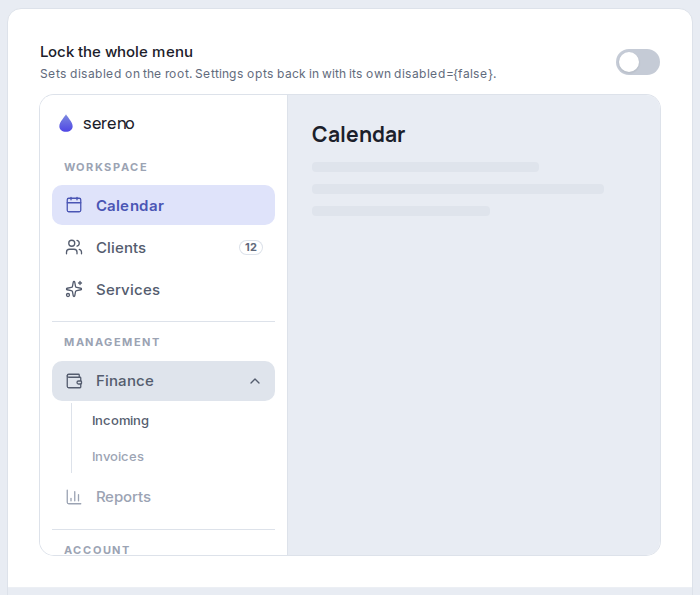 Lock the whole menu
Sets disabled on the root. Settings opts back in with its own disabled={false}.
sereno
WORKSPACE
Calendar
Clients 12
Services
MANAGEMENT
Finance
Incoming
Invoices
Reports
ACCOUNT
Calendar